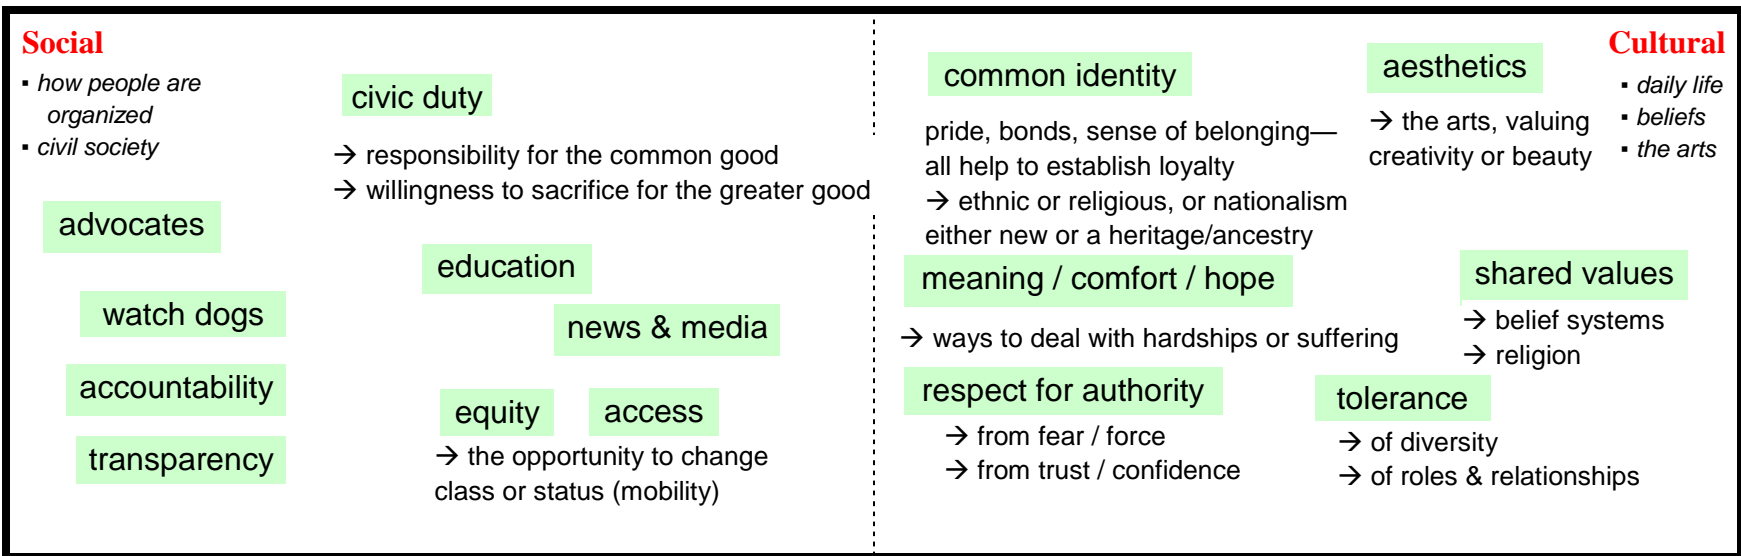 Social
▪ how people are
organized
▪ civil society
civic duty
→ responsibility for the common good
→ willingness to sacrifice for the greater good
advocates
education
watch dogs
news & media
accountability
equity
access
transparency
→ the opportunity to change
class or status (mobility)
Cultural
▪ daily life
▪ beliefs
▪ the arts
common identity
pride, bonds, sense of belonging—
all help to establish loyalty
→ ethnic or religious, or nationalism
either new or a heritage/ancestry
aesthetics
→ the arts, valuing
creativity or beauty
meaning / comfort / hope
→ ways to deal with hardships or suffering
shared values
→ belief systems
→ religion
respect for authority
→ from fear / force
→ from trust / confidence
tolerance
→ of diversity
→ of roles & relationships